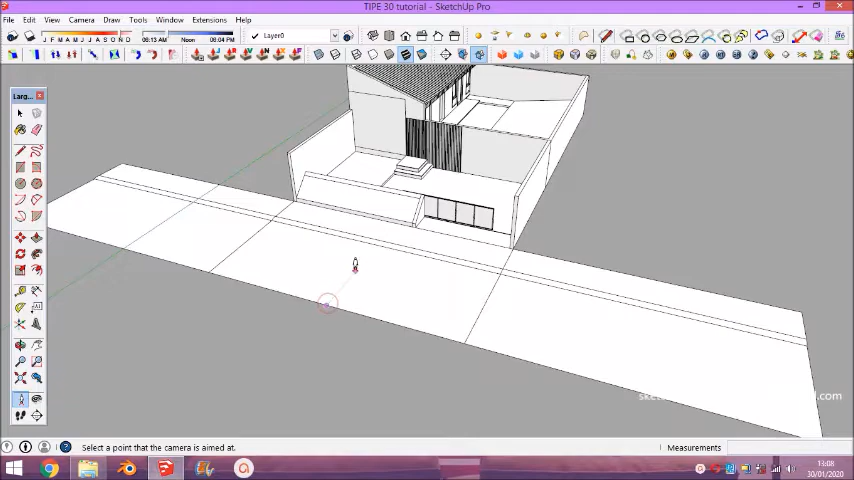 TIPE 30 tutorial - SketchUp Pro
File Edit View Camera Draw Tools Window Extensions Help
J F M A M J J A S O N D 06:13 AM Noon 06:04 PM
Layer0
Larg...
Select a point that the camera is aimed at.
Measurements
13:08
30/01/2020